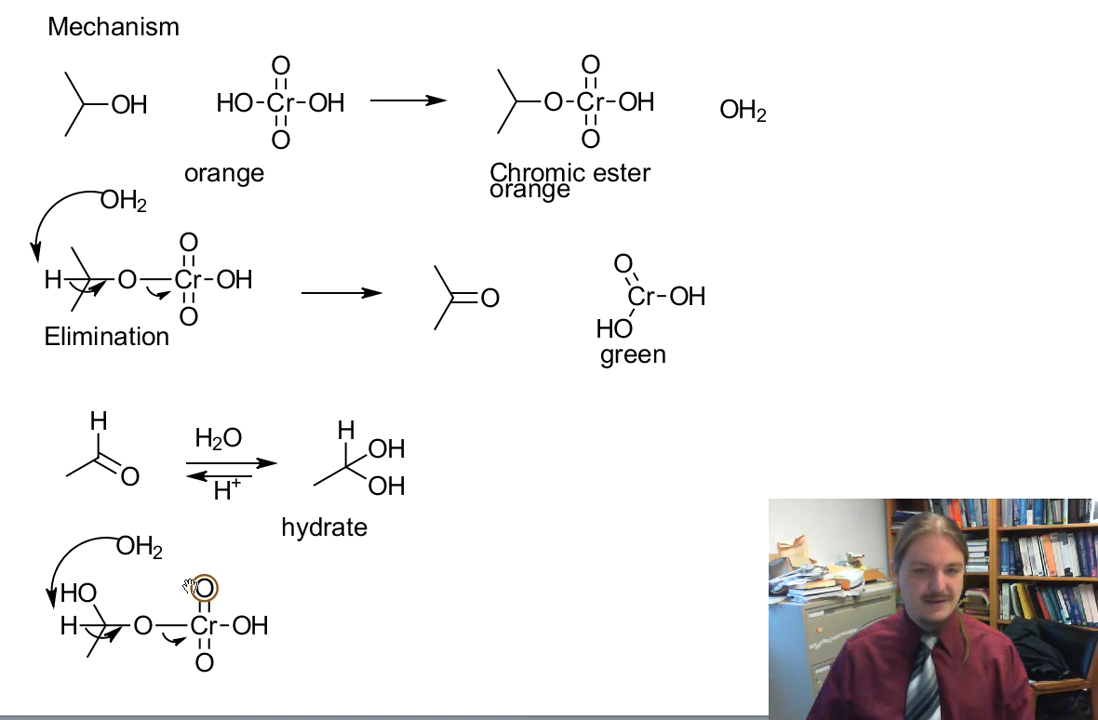 Mechanism
OH
O
HO-Cr-OH
O
O
O-Cr-OH
O
OH2
orange
Chromic ester
orange
OH2
O
H
O
Cr-OH
O
Elimination
O
O
Cr-OH
HO
green
H
O
H2O
H+
H
OH
OH
hydrate
OH2
HO
O
H
O
Cr-OH
O